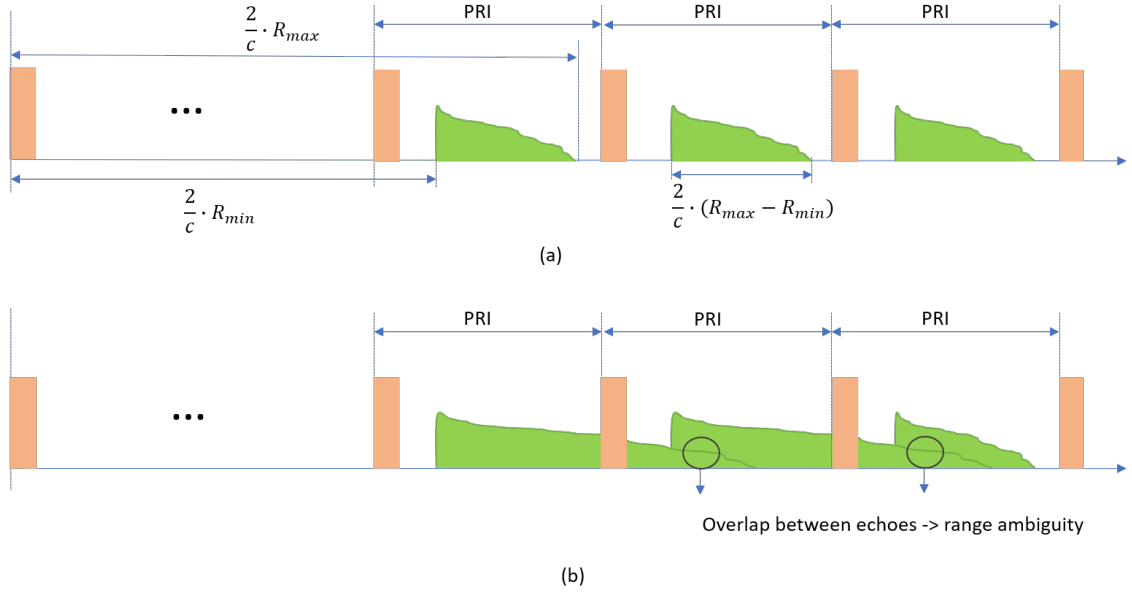 PRI PRI PRI
2/c · R_max
...
2/c · R_min
2/c · (R_max − R_min)
(a)
PRI PRI PRI
...
Overlap between echoes -> range ambiguity
(b)